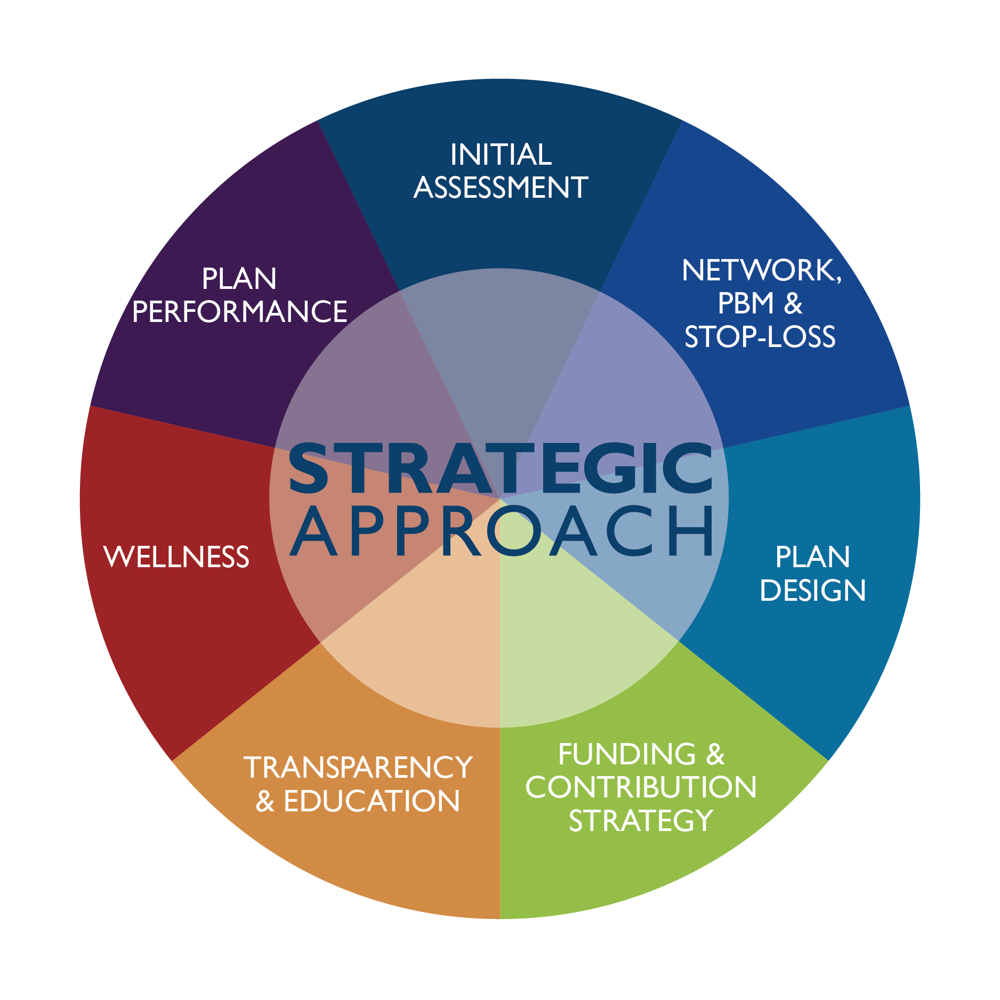 INITIAL
ASSESSMENT
NETWORK,
PBM &
STOP-LOSS
PLAN
DESIGN
FUNDING &
CONTRIBUTION
STRATEGY
TRANSPARENCY
& EDUCATION
WELLNESS
PLAN
PERFORMANCE
STRATEGIC
APPROACH